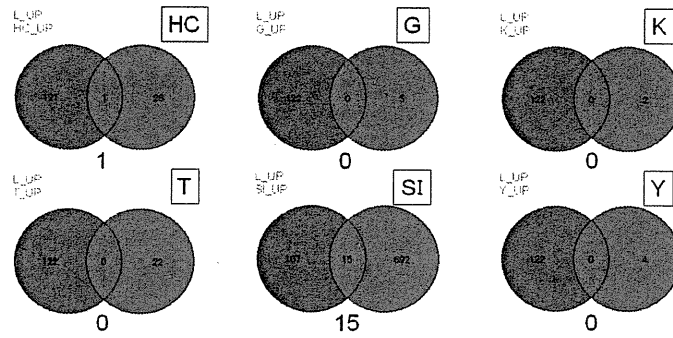 L_UP
HC_UP
HC
121 1 26
1
L_UP
G_UP
G
122 0 5
0
L_UP
K_UP
K
122 0 2
0
L_UP
T_UP
T
122 0 22
0
L_UP
SI_UP
SI
107 15 692
15
L_UP
Y_UP
Y
122 0 4
0